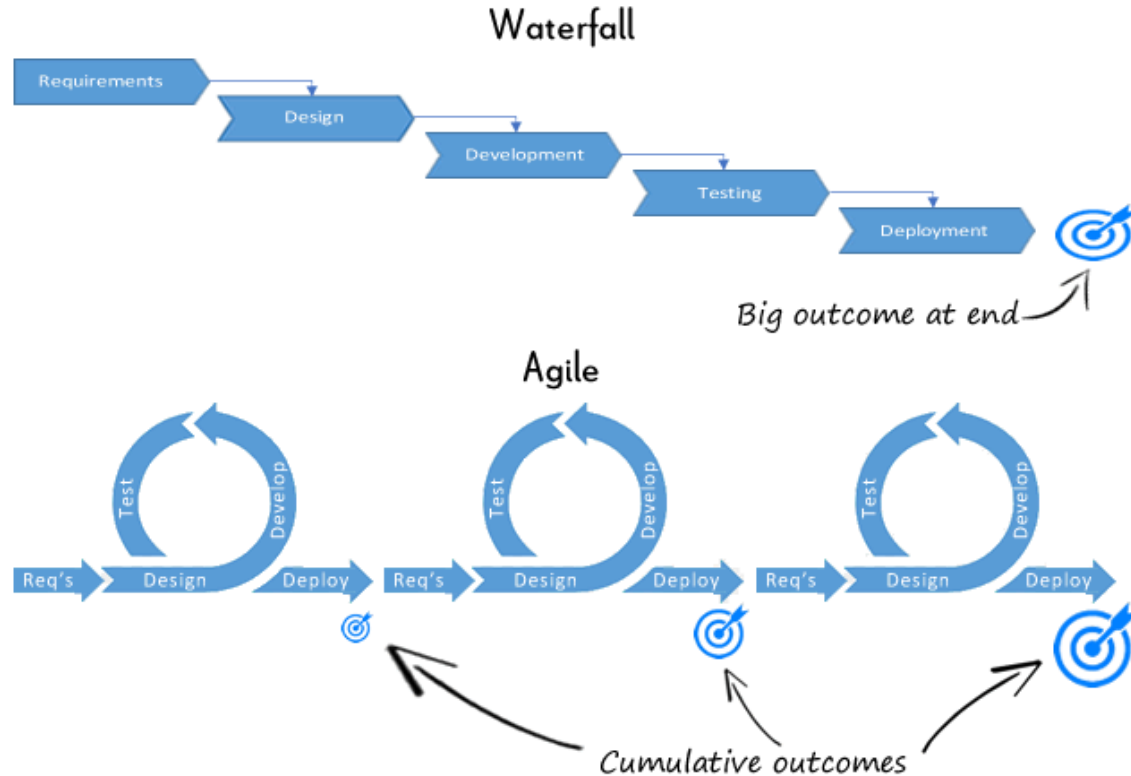 Waterfall
Requirements
Design
Development
Testing
Deployment
Big outcome at end
Agile
Test
Develop
Req's
Design
Deploy
Test
Develop
Req's
Design
Deploy
Test
Develop
Req's
Design
Deploy
Cumulative outcomes